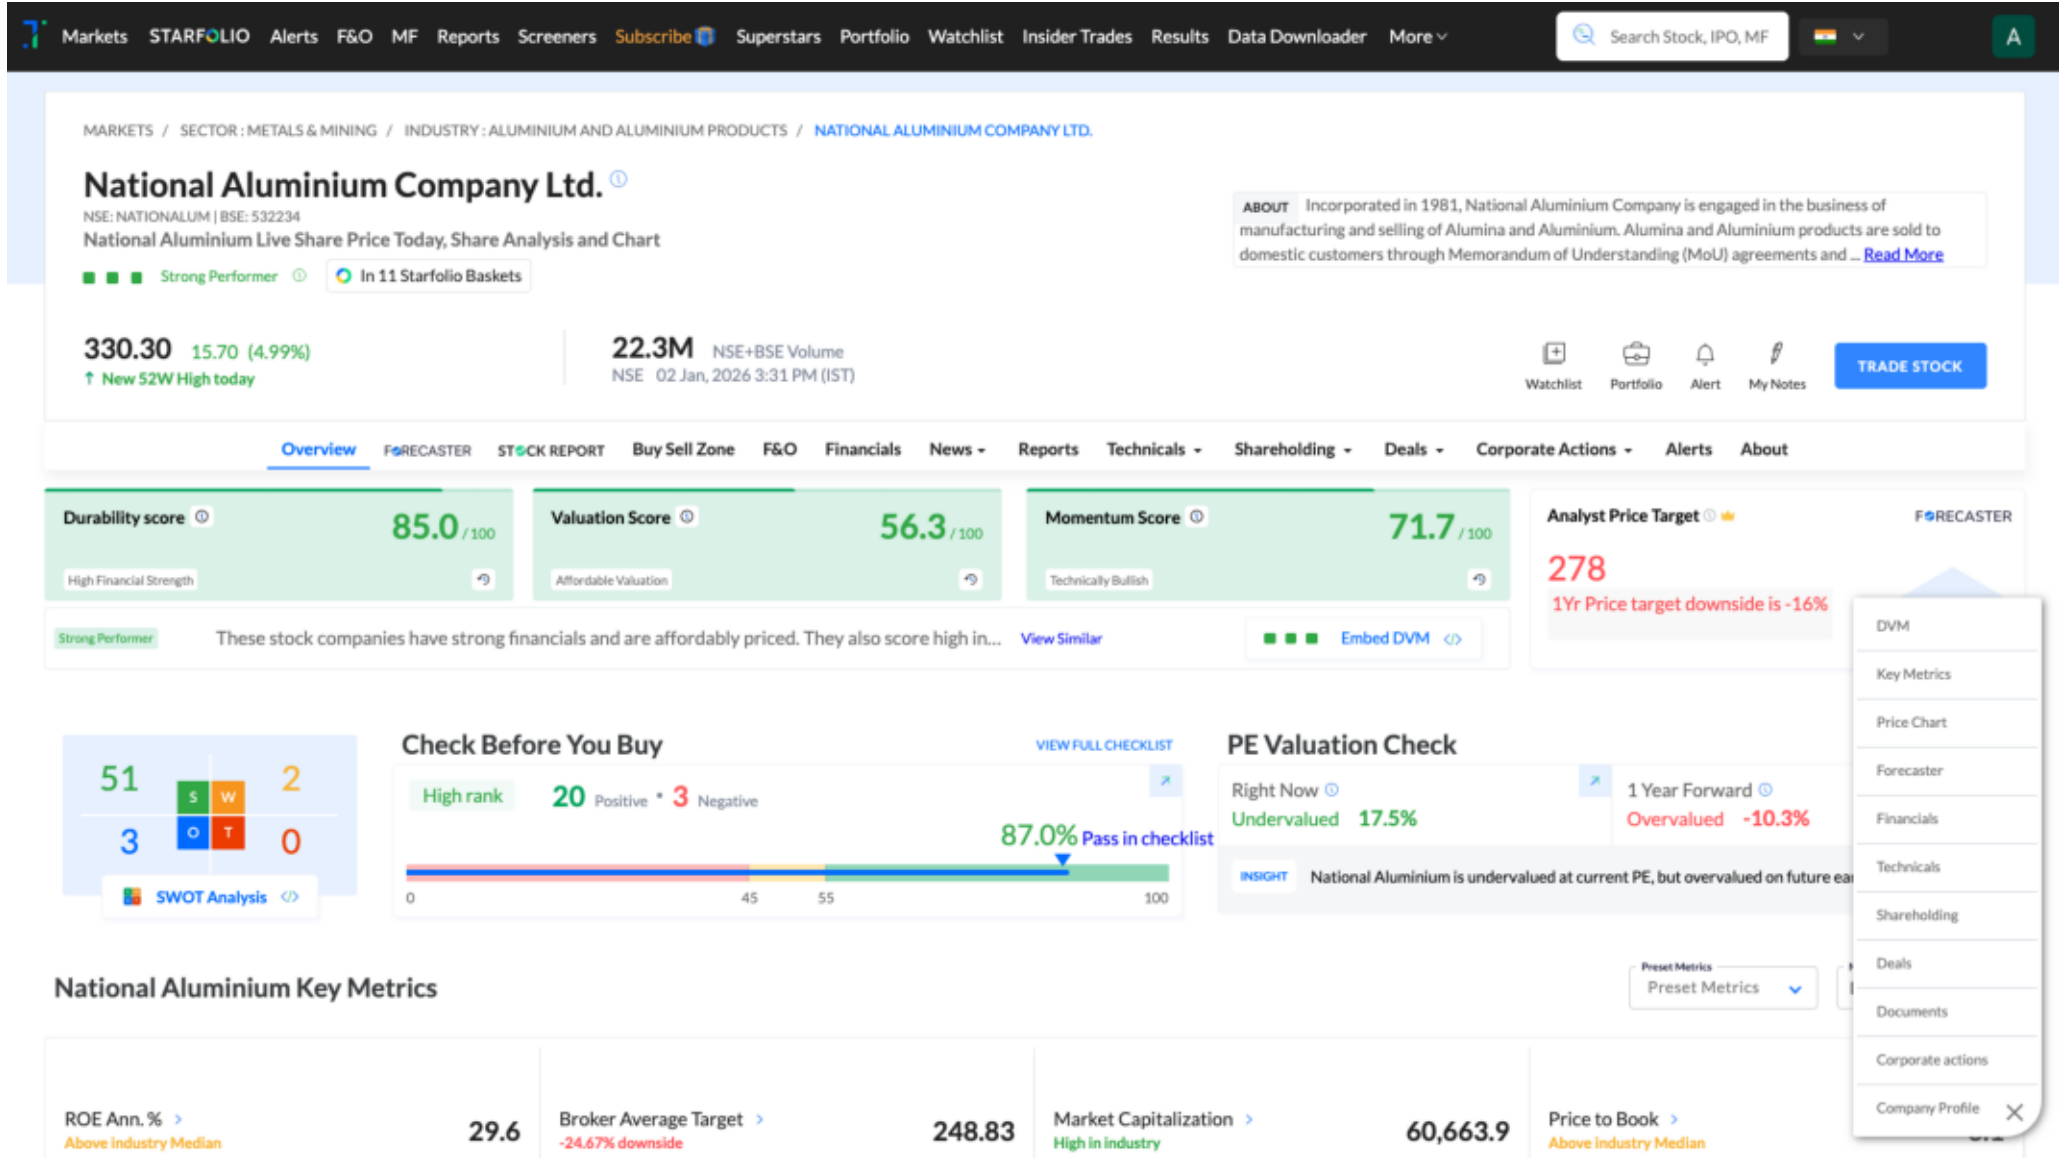 Markets STARFOLIO Alerts F&O MF Reports Screeners Subscribe Superstars Portfolio Watchlist Insider Trades Results Data Downloader More Search Stock, IPO, MF A
MARKETS / SECTOR : METALS & MINING / INDUSTRY : ALUMINIUM AND ALUMINIUM PRODUCTS / NATIONAL ALUMINIUM COMPANY LTD.
National Aluminium Company Ltd.
NSE: NATIONALUM | BSE: 532234
National Aluminium Live Share Price Today, Share Analysis and Chart
Strong Performer In 11 Starfolio Baskets
ABOUT Incorporated in 1981, National Aluminium Company is engaged in the business of
manufacturing and selling of Alumina and Aluminium. Alumina and Aluminium products are sold to
domestic customers through Memorandum of Understanding (MoU) agreements and ... Read More
330.30 15.70 (4.99%)
↑ New 52W High today
22.3M NSE+BSE Volume
NSE 02 Jan, 2026 3:31 PM (IST)
Watchlist Portfolio Alert My Notes TRADE STOCK
Overview FORECASTER STOCK REPORT Buy Sell Zone F&O Financials News Reports Technicals Shareholding Deals Corporate Actions Alerts About
Durability score 85.0 / 100
High Financial Strength
Valuation Score 56.3 / 100
Affordable Valuation
Momentum Score 71.7 / 100
Technically Bullish
Analyst Price Target FORECASTER
278
1Yr Price target downside is -16%
Strong Performer These stock companies have strong financials and are affordably priced. They also score high in... View Similar Embed DVM </>
51 S W 2
3 O T 0
SWOT Analysis </>
Check Before You Buy VIEW FULL CHECKLIST
High rank 20 Positive * 3 Negative
87.0% Pass in checklist
0 45 55 100
PE Valuation Check
Right Now
Undervalued 17.5%
1 Year Forward
Overvalued -10.3%
INSIGHT National Aluminium is undervalued at current PE, but overvalued on future ea
DVM
Key Metrics
Price Chart
Forecaster
Financials
Technicals
Shareholding
Deals
Documents
Corporate actions
Company Profile
National Aluminium Key Metrics
Preset Metrics
Preset Metrics
ROE Ann. % > 29.6
Above industry Median
Broker Average Target > 248.83
-24.67% downside
Market Capitalization > 60,663.9
High in industry
Price to Book >
Above industry Median